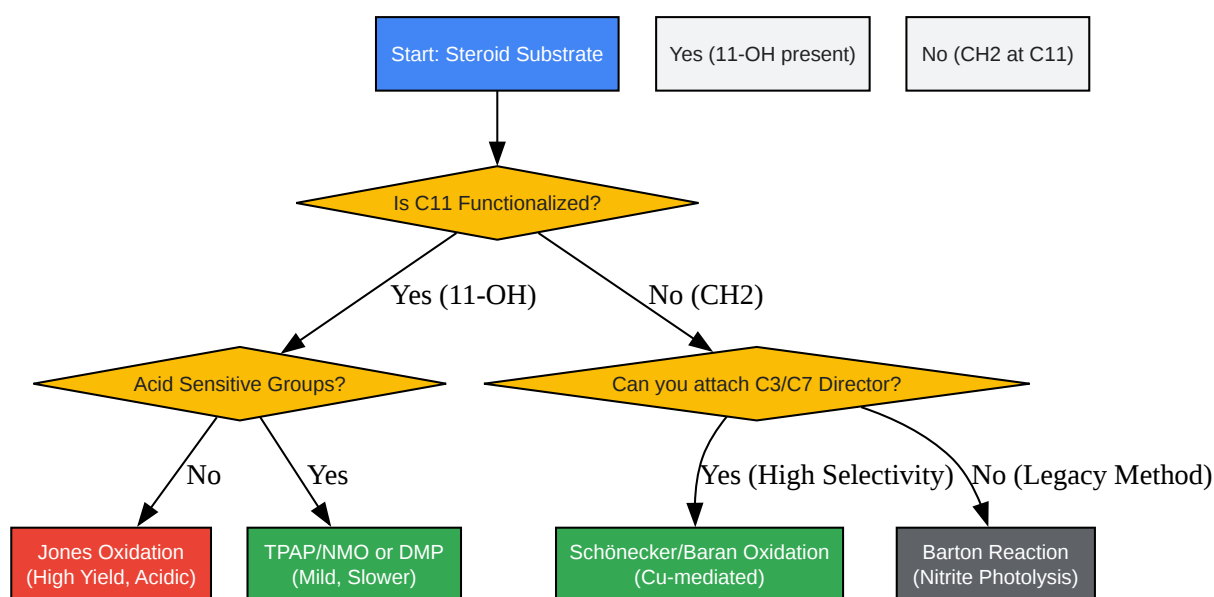 Start: Steroid Substrate
Yes (11-OH present)
No (CH2 at C11)
Is C11 Functionalized?
Yes (11-OH)
No (CH2)
Acid Sensitive Groups?
Can you attach C3/C7 Director?
No
Yes
Yes (High Selectivity)
No (Legacy Method)
Jones Oxidation
(High Yield, Acidic)
TPAP/NMO or DMP
(Mild, Slower)
Schönecker/Baran Oxidation
(Cu-mediated)
Barton Reaction
(Nitrite Photolysis)